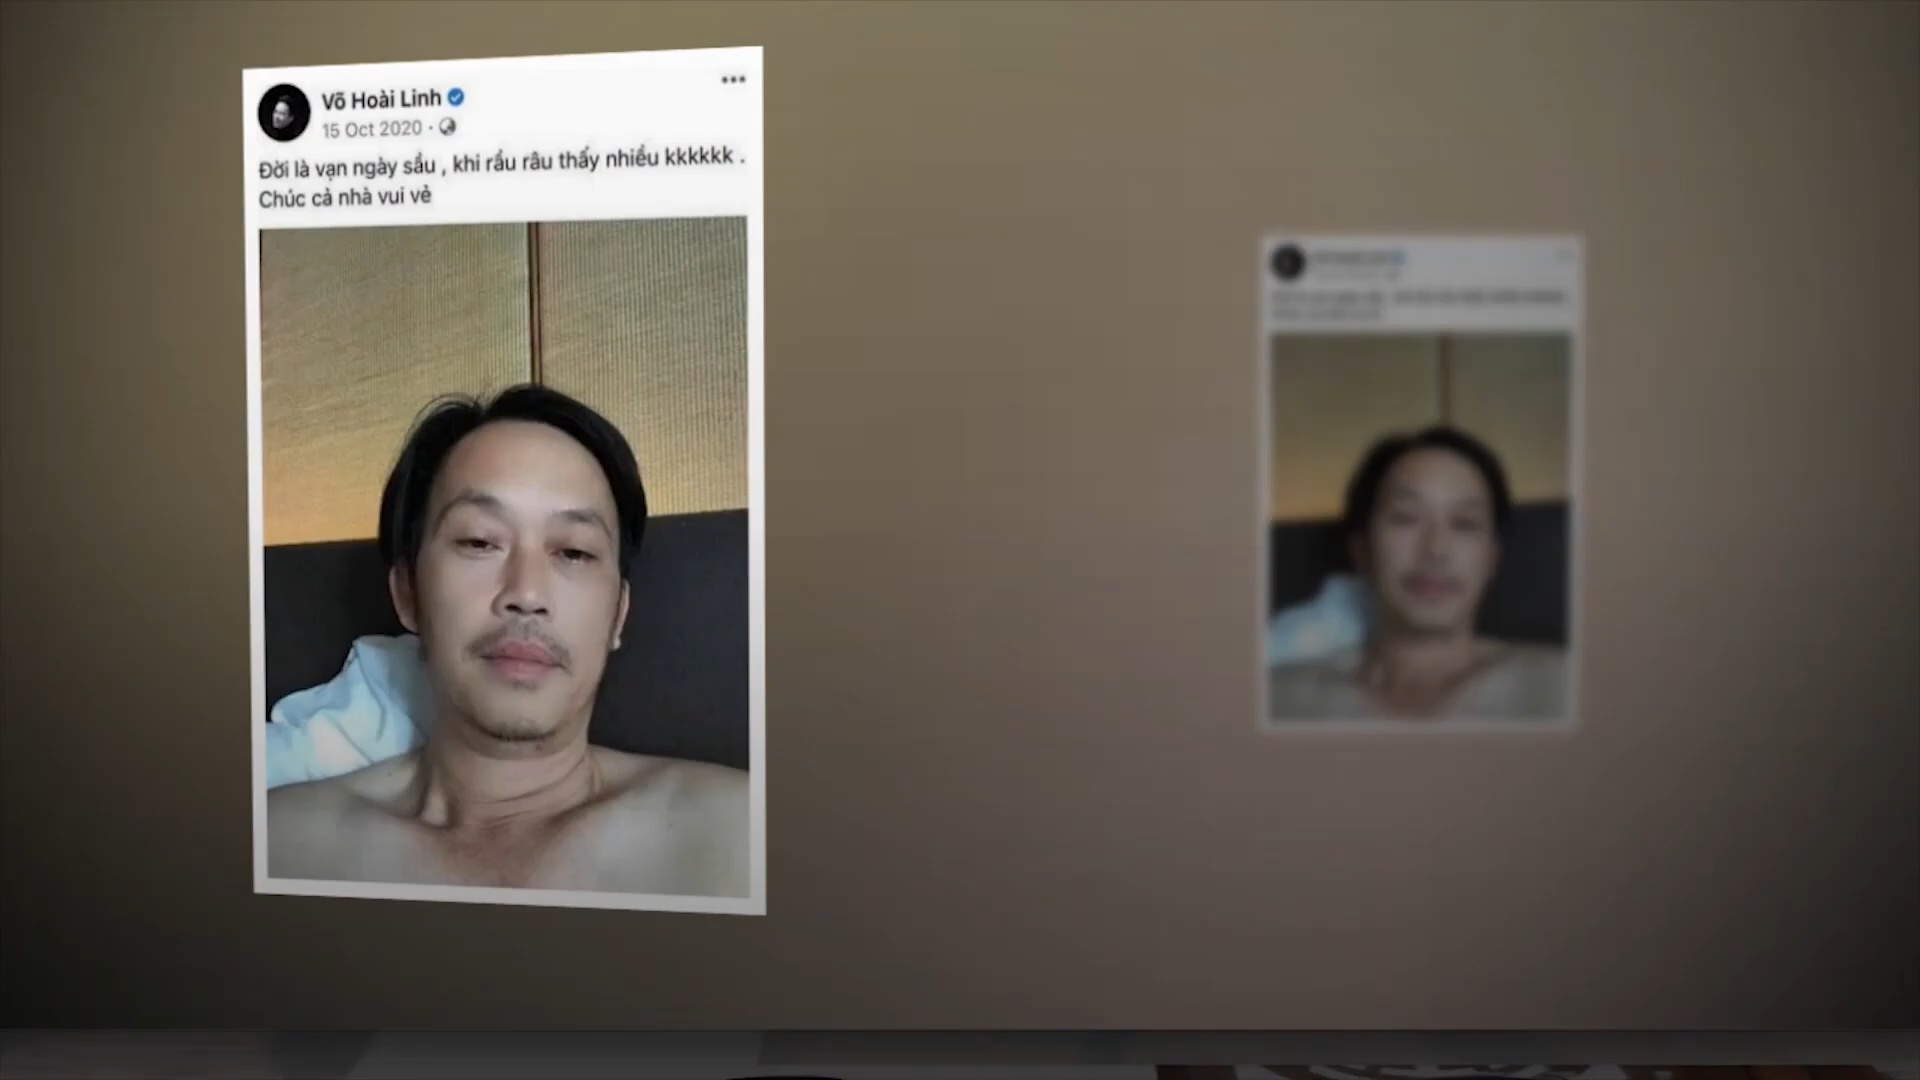 Võ Hoài Linh
15 Oct 2020 ·
Đời là vạn ngày sầu , khi rầu râu thấy nhiều kkkkkk .
Chúc cả nhà vui vẻ